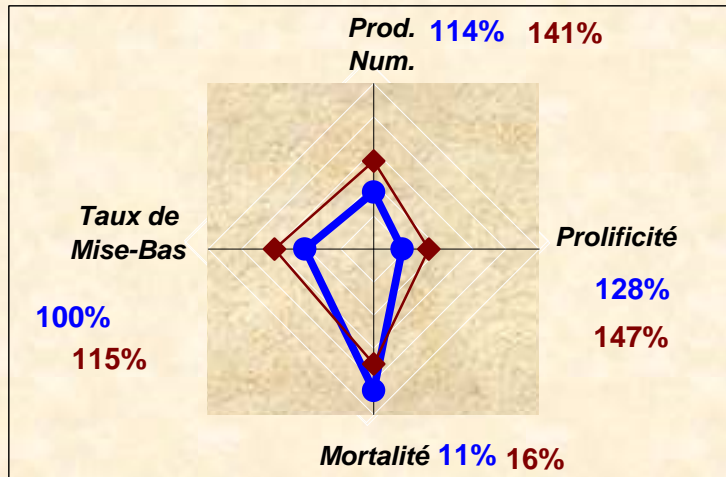 Prod. 114% 141%
Num.
Taux de
Mise-Bas
Prolificité
128%
100%
147%
115%
Mortalité 11% 16%